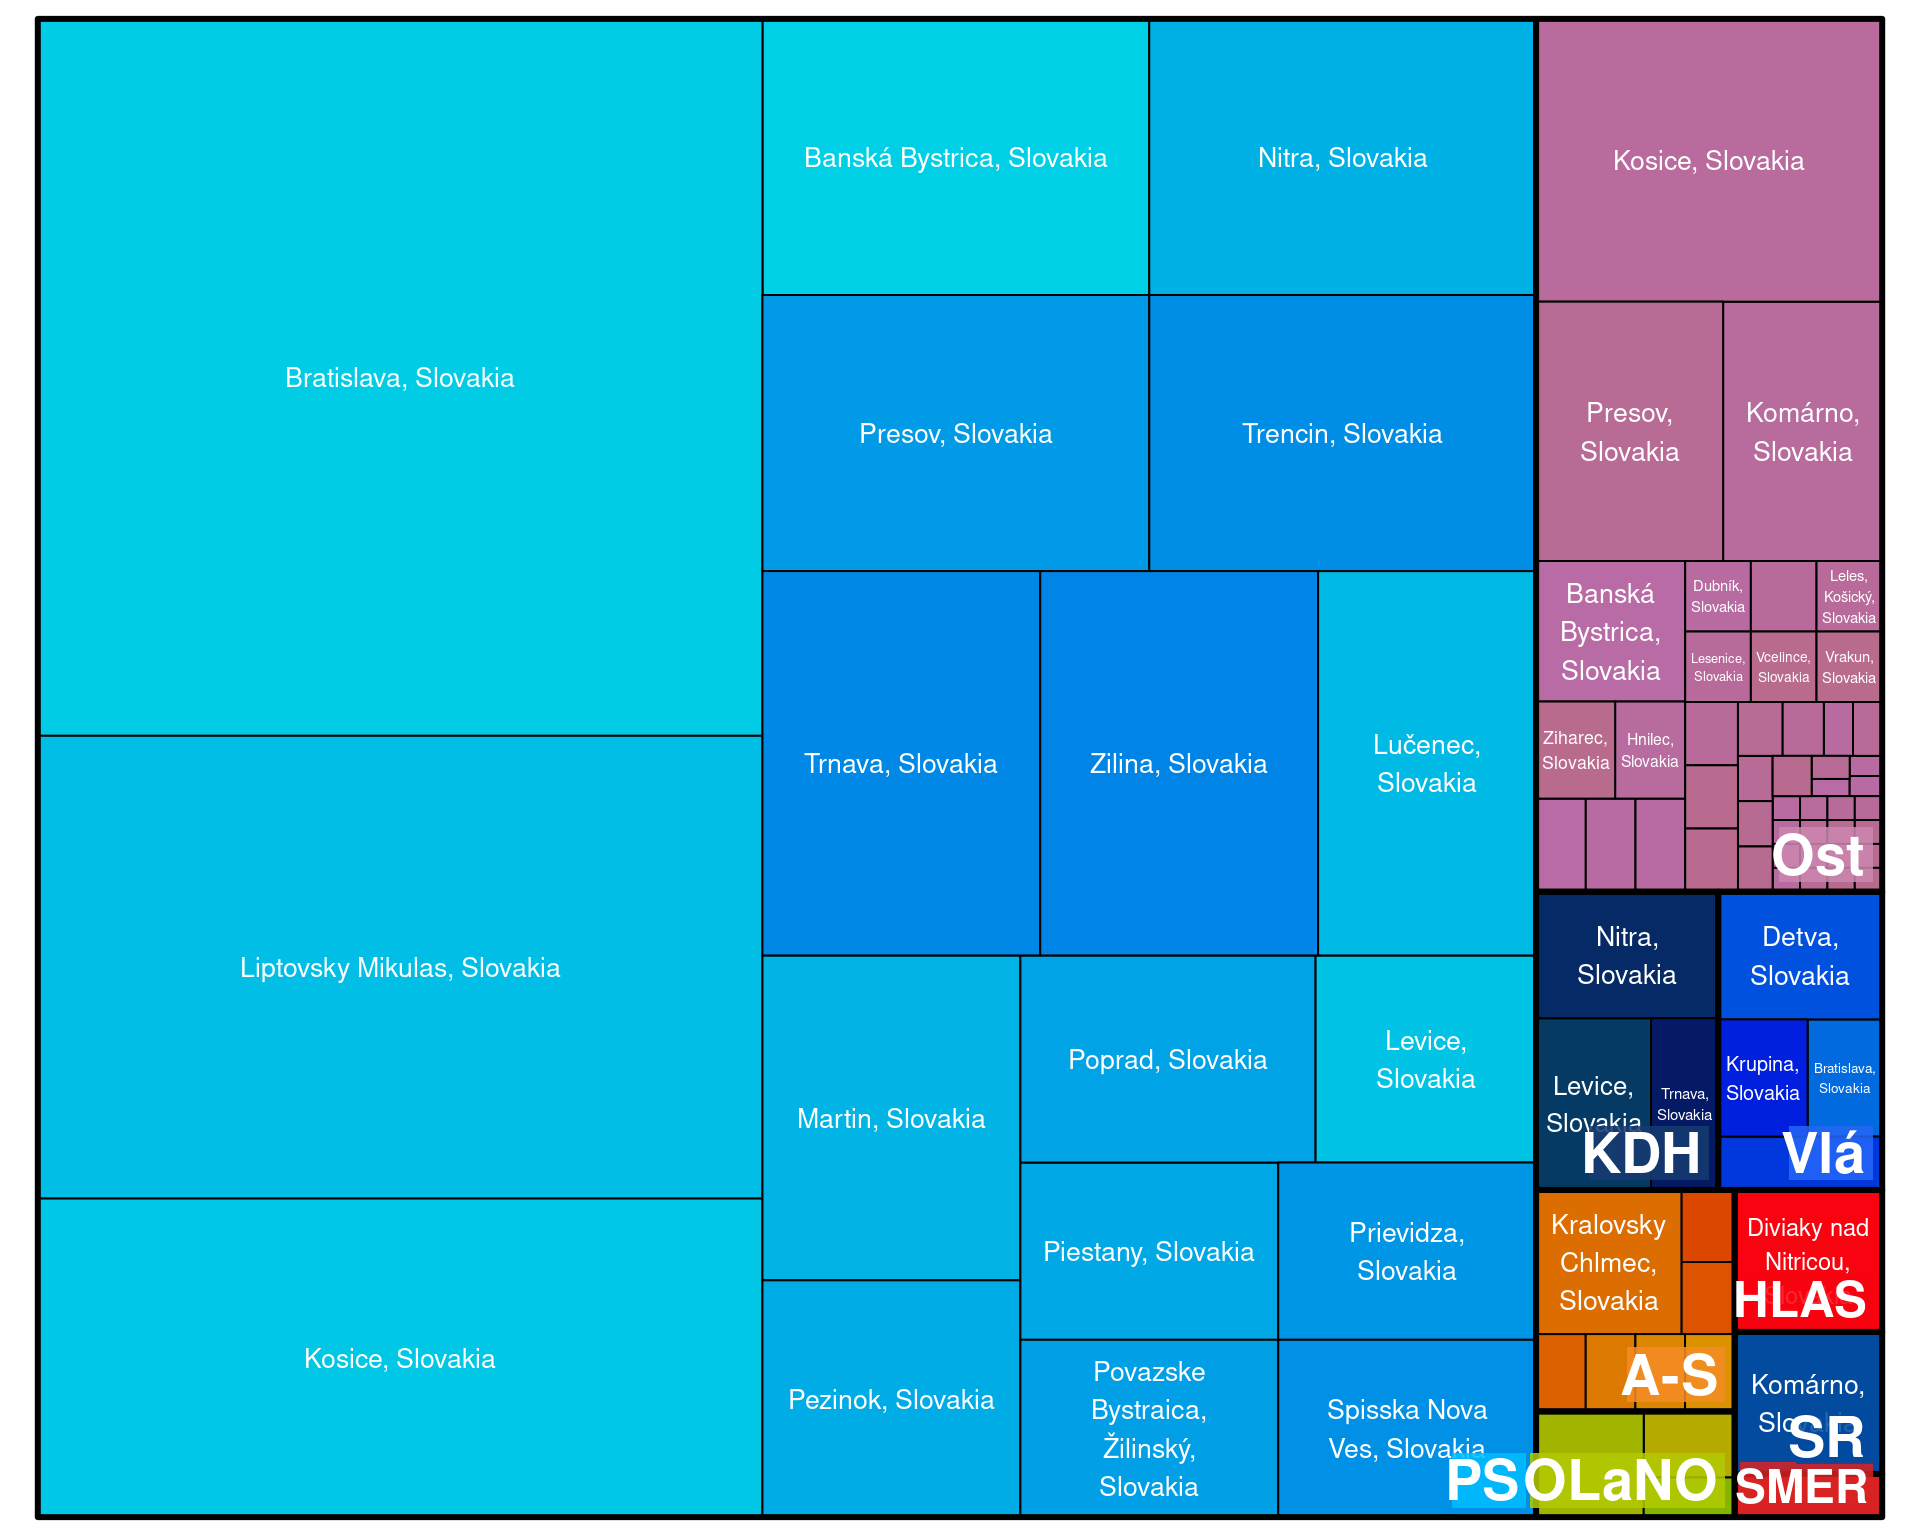 Bratislava, Slovakia
Liptovsky Mikulas, Slovakia
Kosice, Slovakia
Banská Bystrica, Slovakia
Nitra, Slovakia
Presov, Slovakia
Trencin, Slovakia
Trnava, Slovakia
Zilina, Slovakia
Lučenec,
Slovakia
Martin, Slovakia
Pezinok, Slovakia
Poprad, Slovakia
Levice,
Slovakia
Piestany, Slovakia
Prievidza,
Slovakia
Povazske
Bystraica,
Žilinský,
Slovakia
Spisska Nova
Ves, Slovakia
PS
Kosice, Slovakia
Presov,
Slovakia
Komárno,
Slovakia
Banská
Bystrica,
Slovakia
Dubník,
Slovakia
Leles,
Košický,
Slovakia
Lesenice,
Slovakia
Vcelince,
Slovakia
Vrakun,
Slovakia
Ziharec,
Slovakia
Hnilec,
Slovakia
Ost
Nitra,
Slovakia
Levice,
Slovakia
Trnava,
Slovakia
KDH
Detva,
Slovakia
Krupina,
Slovakia
Bratislava,
Slovakia
Vlá
Kralovsky
Chlmec,
Slovakia
A-S
Diviaky nad
Nitricou,
HLAS
Komárno,
Slovakia
SR
OLaNO
SMER